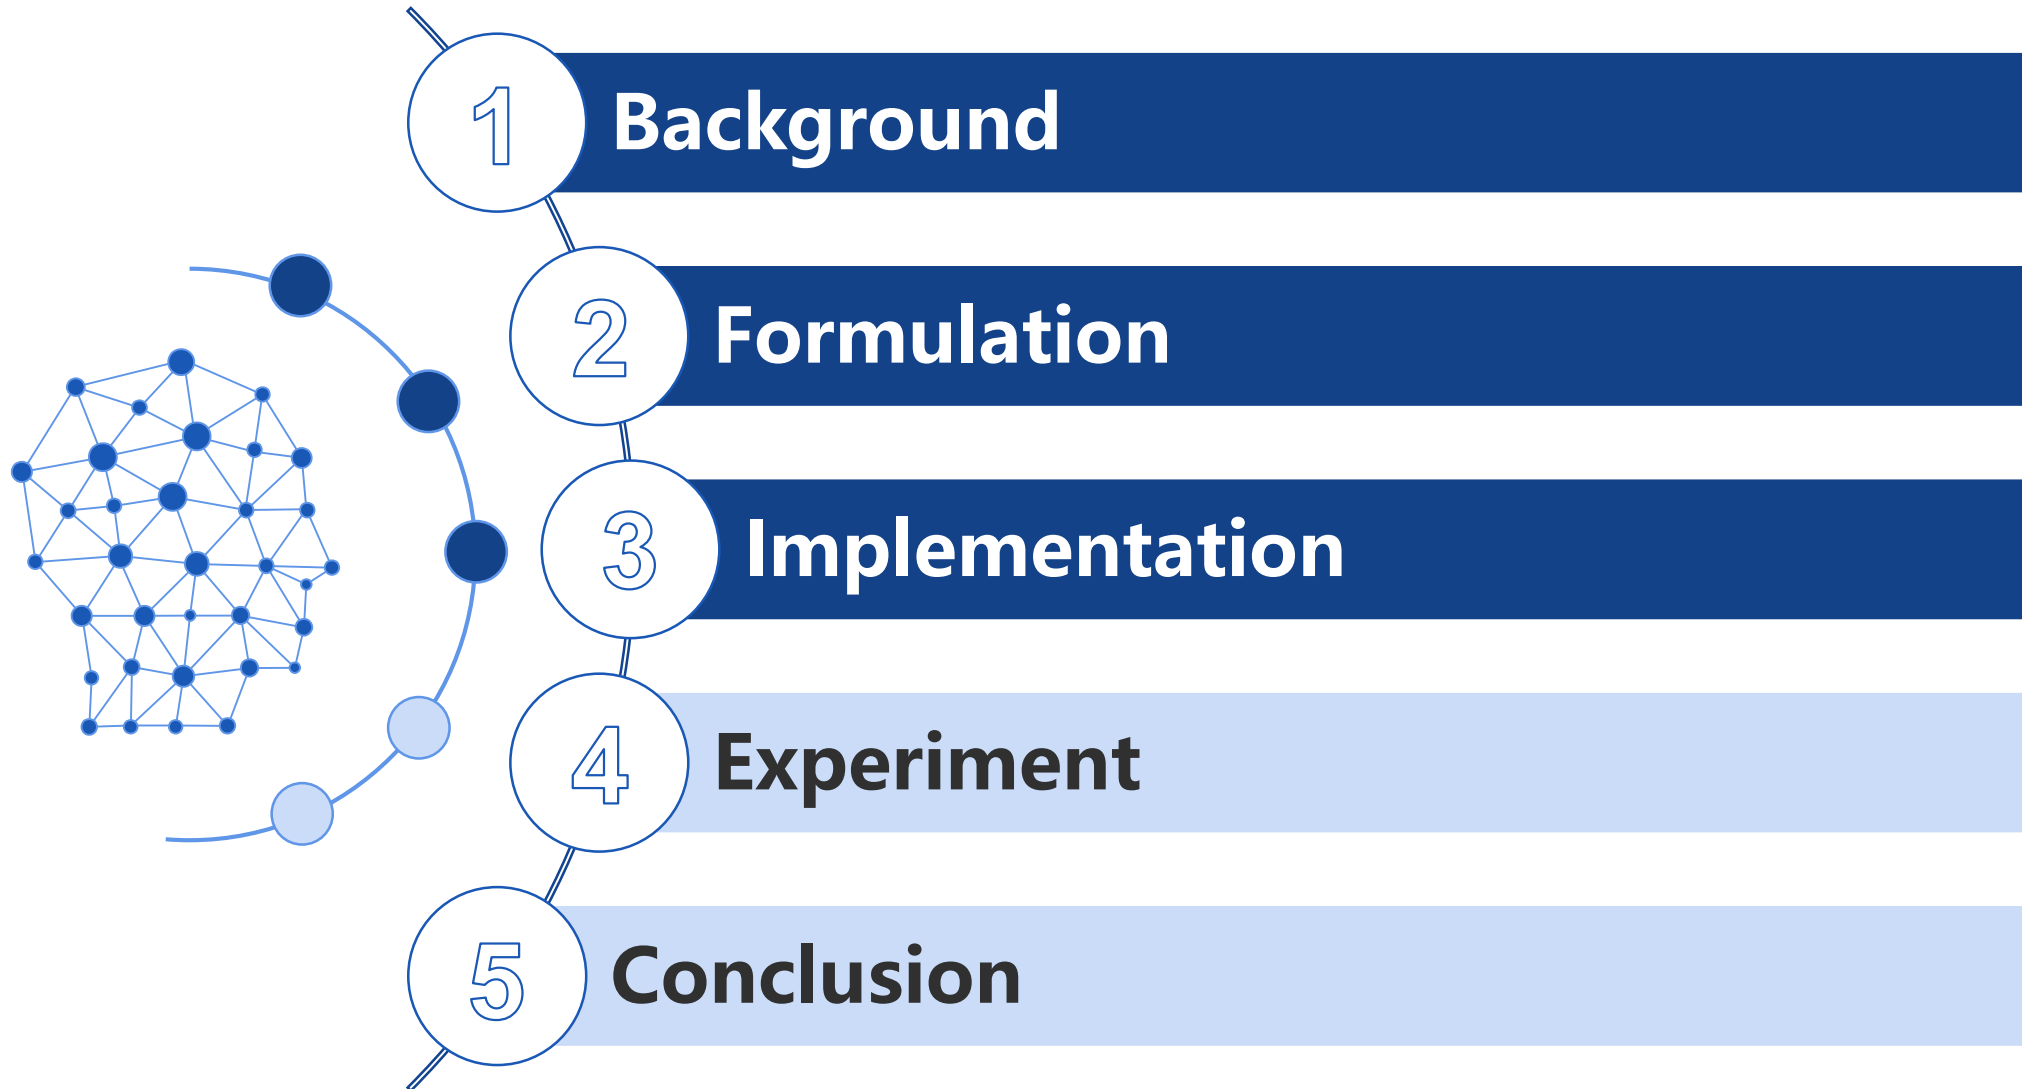 1 Background
2 Formulation
3 Implementation
4 Experiment
5 Conclusion